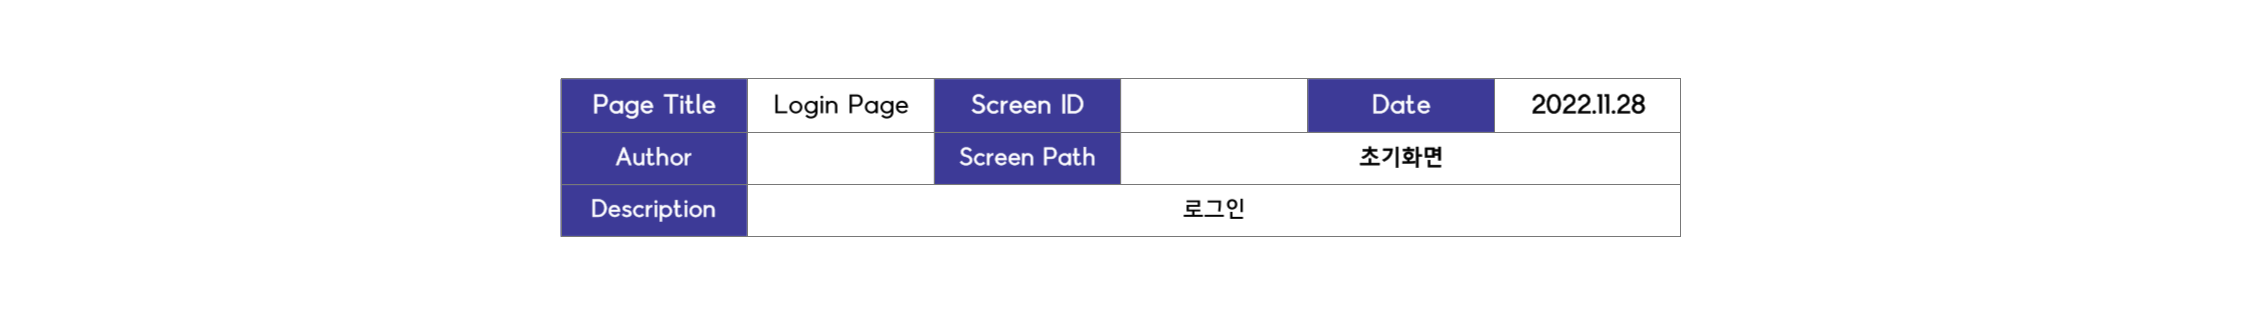 Page Title Login Page Screen ID Date 2022.11.28
Author Screen Path 초기화면
Description 로그인